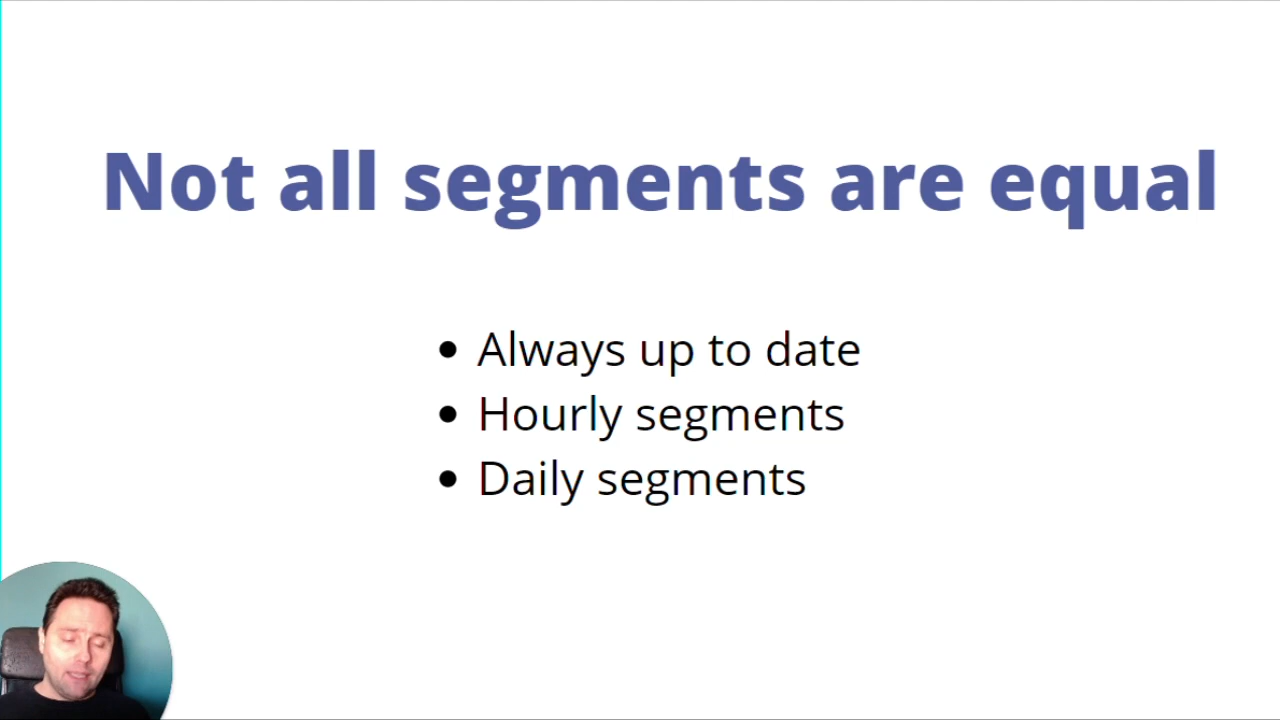 Not all segments are equal
• Always up to date
• Hourly segments
• Daily segments